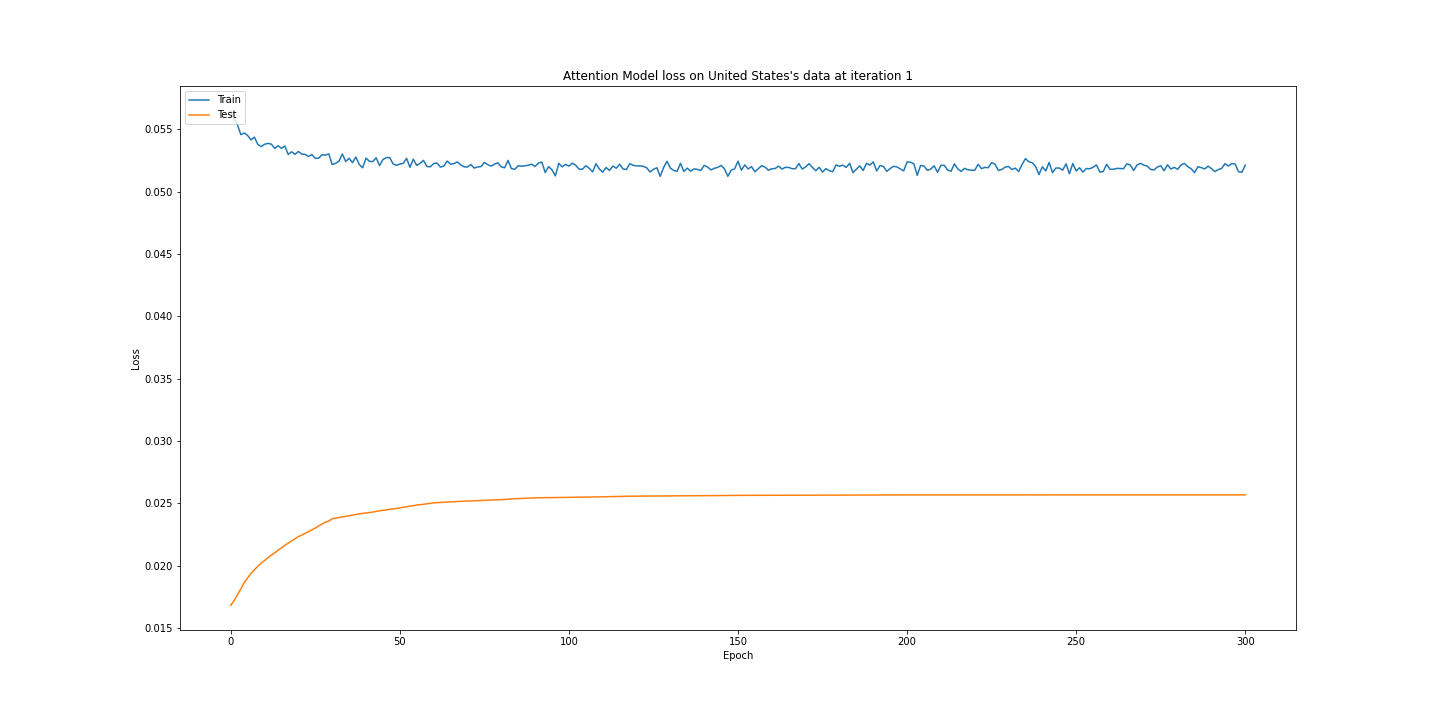 Attention Model loss on United States's data at iteration 1
Train
Test
0.055
0.050
0.045
0.040
0.035
0.030
0.025
0.020
0.015
Loss
0 50 100 150 200 250 300
Epoch